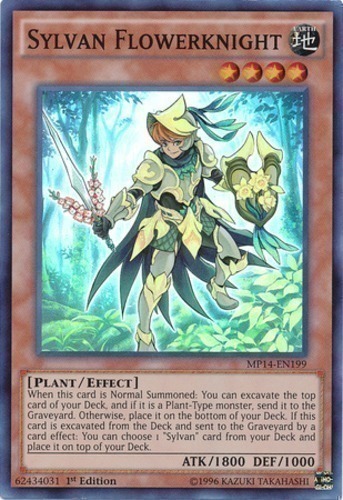 SYLVAN FLOWERKNIGHT
EARTH
地
MP14-EN199
[PLANT/EFFECT]
When this card is Normal Summoned: You can excavate the top
card of your Deck, and if it is a Plant-Type monster, send it to the
Graveyard. Otherwise, place it on the bottom of your Deck. If this
card is excavated from the Deck and sent to the Graveyard by a
card effect: You can choose 1 "Sylvan" card from your Deck and
place it on top of your Deck.
ATK/1800 DEF/1000
62434031 1st Edition ©1996 KAZUKI TAKAHASHI